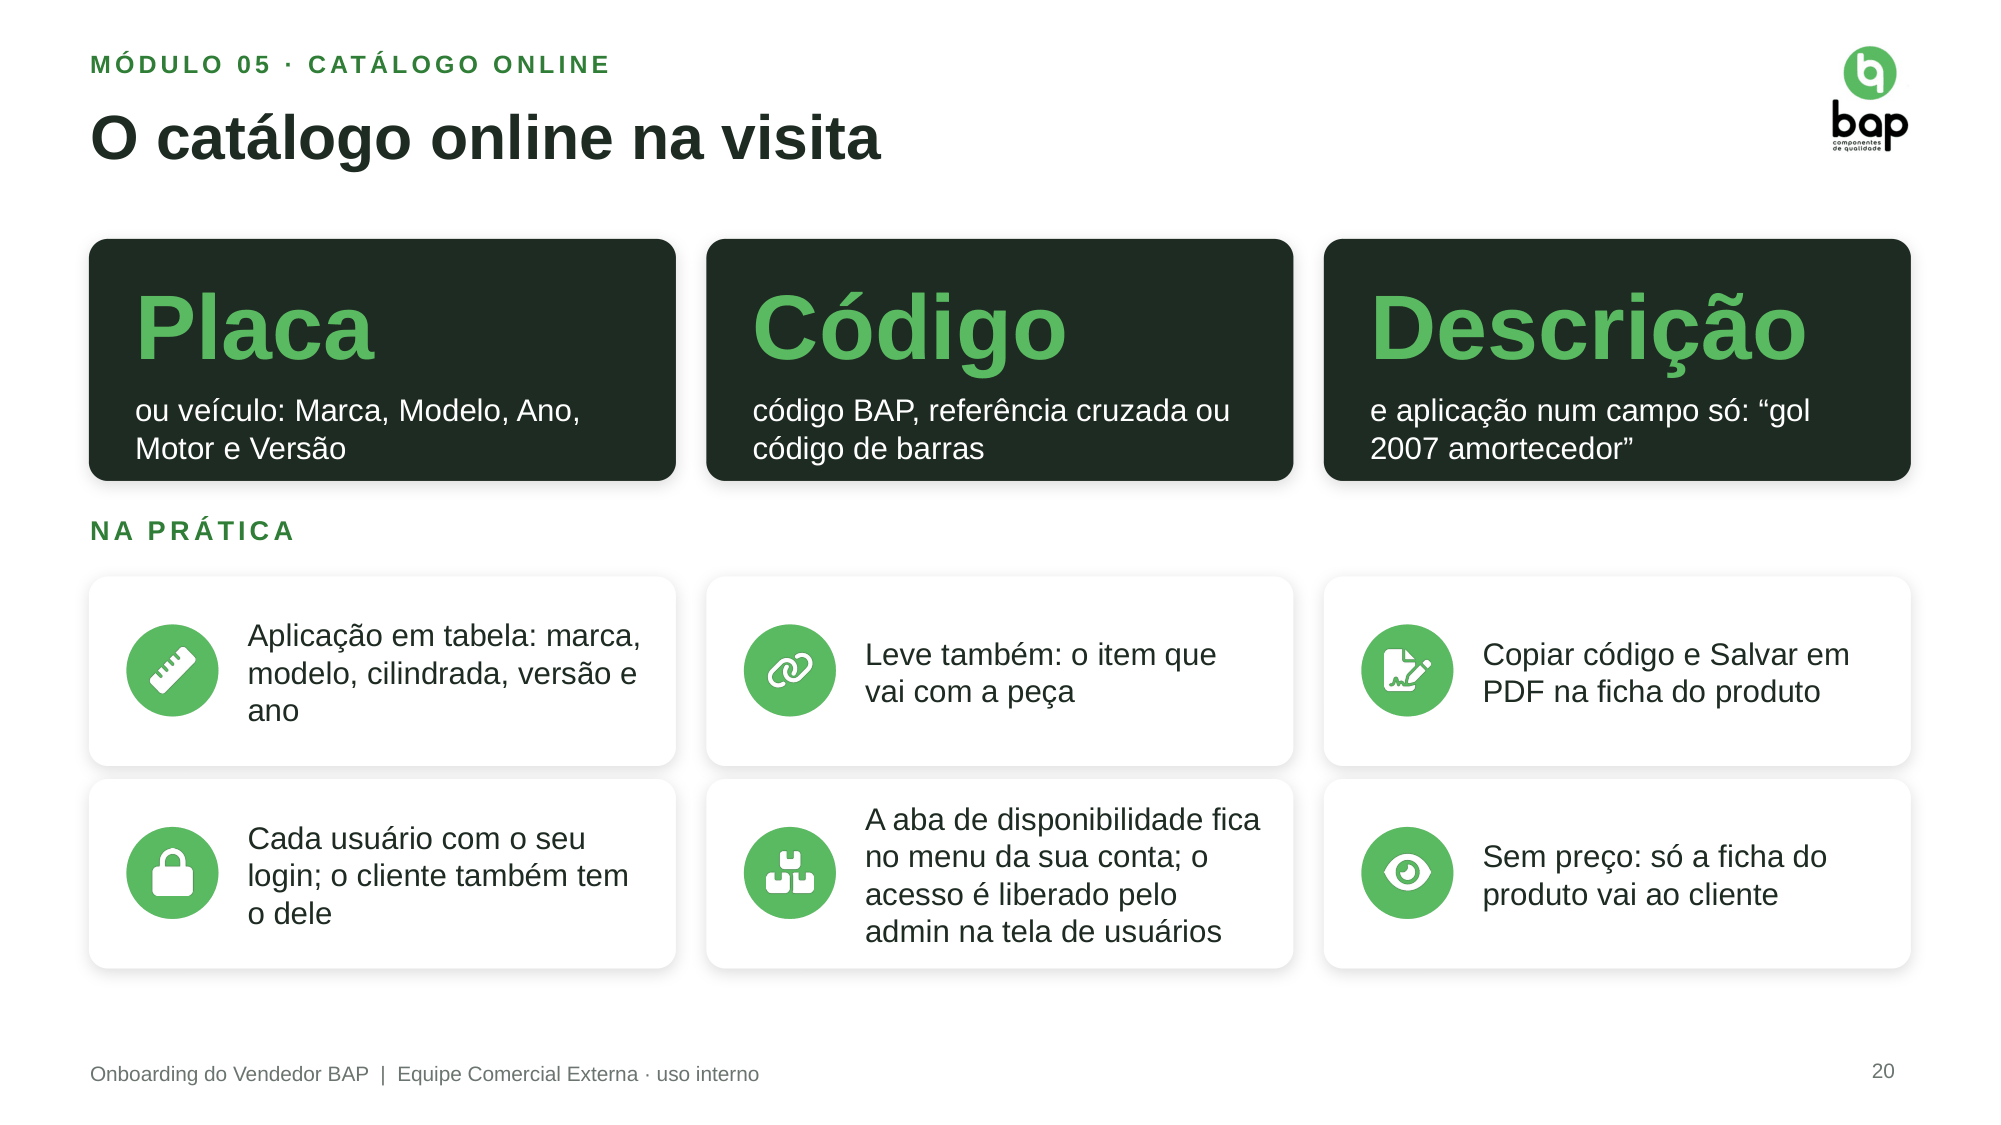 MÓDULO 05 · CATÁLOGO ONLINE
O catálogo online na visita
bap
componentes
de qualidade
Placa
ou veículo: Marca, Modelo, Ano,
Motor e Versão
Código
código BAP, referência cruzada ou
código de barras
Descrição
e aplicação num campo só: “gol
2007 amortecedor”
NA PRÁTICA
Aplicação em tabela: marca,
modelo, cilindrada, versão e
ano
Leve também: o item que
vai com a peça
Copiar código e Salvar em
PDF na ficha do produto
Cada usuário com o seu
login; o cliente também tem
o dele
A aba de disponibilidade fica
no menu da sua conta; o
acesso é liberado pelo
admin na tela de usuários
Sem preço: só a ficha do
produto vai ao cliente
Onboarding do Vendedor BAP | Equipe Comercial Externa · uso interno
20